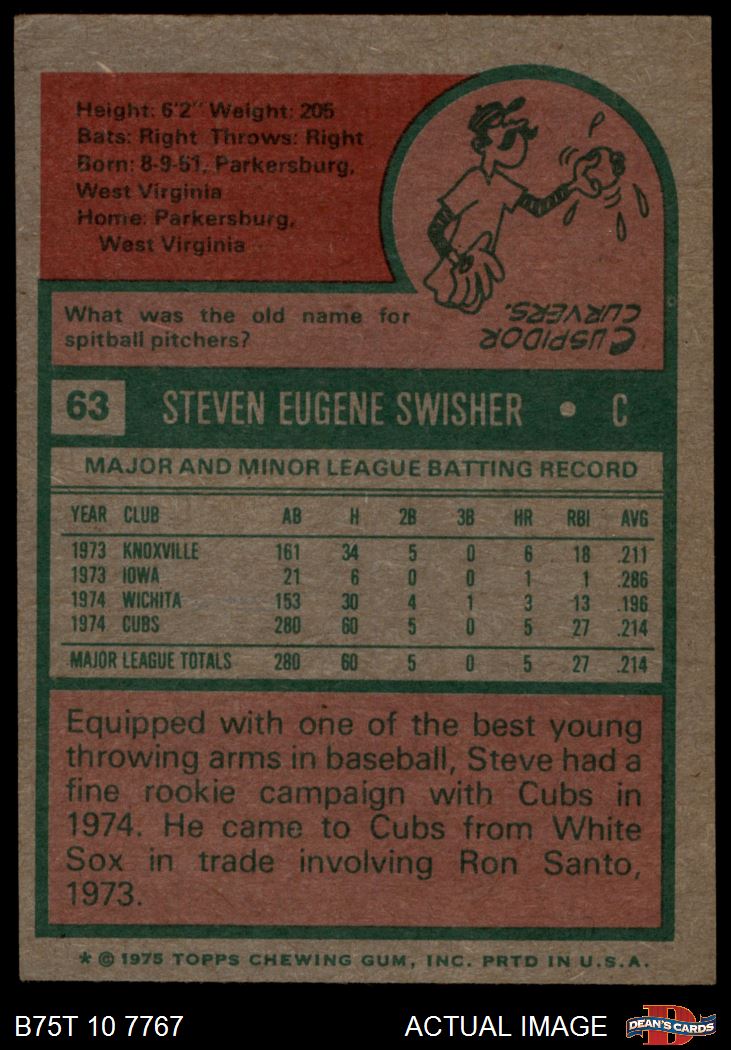 Height: 6'2" Weight: 205
Bats: Right Throws: Right
Born: 8-9-51, Parkersburg,
West Virginia
Home: Parkersburg,
West Virginia
What was the old name for
spitball pitchers?
CUSPIDOR
CURVERS.
63 STEVEN EUGENE SWISHER • C
MAJOR AND MINOR LEAGUE BATTING RECORD
YEAR CLUB AB H 2B 3B HR RBI AVG
1973 KNOXVILLE 161 34 5 0 6 18 .211
1973 IOWA 21 6 0 0 1 1 .286
1974 WICHITA 153 30 4 1 3 13 .196
1974 CUBS 280 60 5 0 5 27 .214
MAJOR LEAGUE TOTALS 280 60 5 0 5 27 .214
Equipped with one of the best young
throwing arms in baseball, Steve had a
fine rookie campaign with Cubs in
1974. He came to Cubs from White
Sox in trade involving Ron Santo,
1973.
* © 1975 TOPPS CHEWING GUM, INC. PRTD IN U.S.A.
B75T 10 7767 ACTUAL IMAGE
D
DEAN'S CARDS